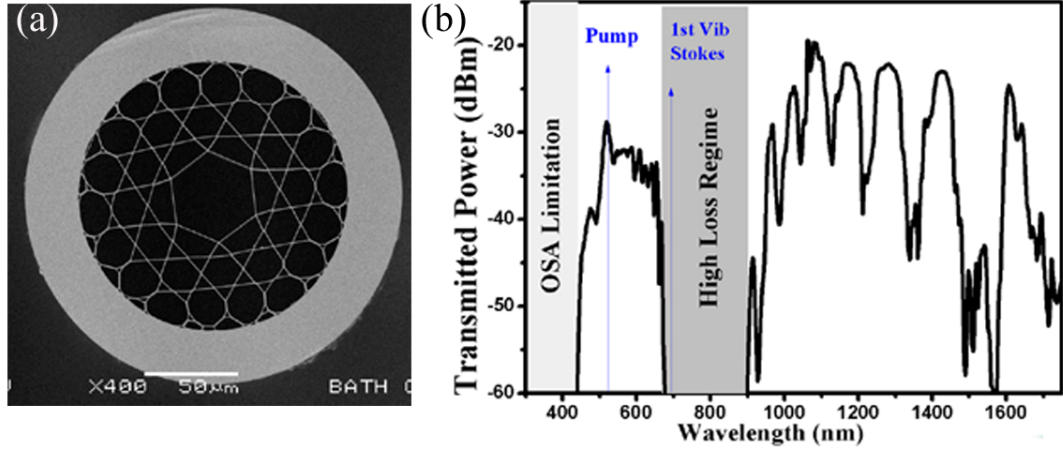 (a)
X400 50µm BATH
(b)
Transmitted Power (dBm)
-20
-30
-40
-50
-60
OSA Limitation
Pump
1st Vib
Stokes
High Loss Regime
400 600 800 1000 1200 1400 1600
Wavelength (nm)